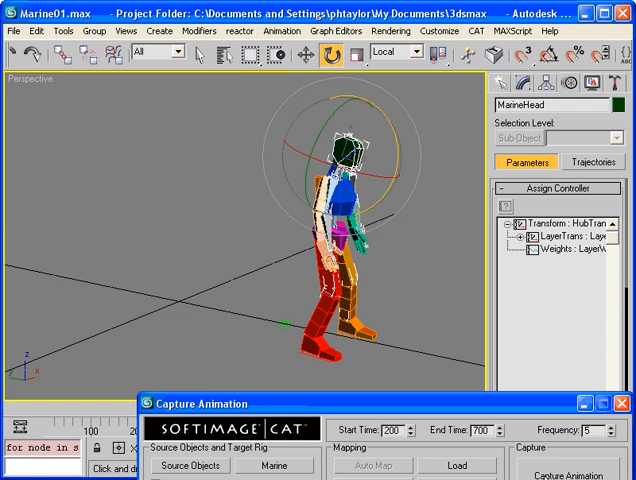 Marine01.max - Project Folder: C:\Documents and Settings\phtaylor\My Documents\3dsmax - Autodesk 3...
File Edit Tools Group Views Create Modifiers reactor Animation Graph Editors Rendering Customize CAT MAXScript Help
All Local
Perspective
MarineHead
Selection Level:
Sub-Object
Parameters Trajectories
- Assign Controller
Transform : HubTran
LayerTrans : Laye
Weights : LayerW
z
y x
Capture Animation
100
SOFTIMAGE|CAT
Start Time: 200 End Time: 700 Frequency: 5
for node in s
Source Objects and Target Rig Mapping Capture
Click and
Source Objects Marine Auto Map Load
Capture Animation